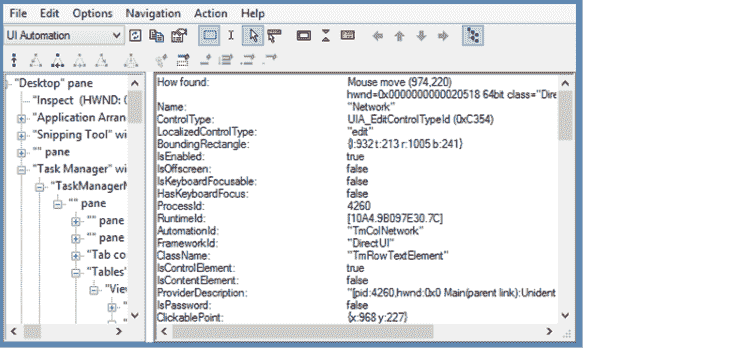 File Edit Options Navigation Action Help
UI Automation
"Desktop" pane
"Inspect (HWND: 0
"Application Arran
"Snipping Tool" wi
"" pane
"Task Manager" wi
"TaskManagerM
"" pane
"" pane
"" pane
"Tab co
"Tables"
"View
"
How found: Mouse move (974,220)
hwnd=0x0000000000020518 64bit class="Dire
Name: "Network"
ControlType: UIA_EditControlTypeId (0xC354)
LocalizedControlType: "edit"
BoundingRectangle: {l:932 t:213 r:1005 b:241}
IsEnabled: true
IsOffscreen: false
IsKeyboardFocusable: false
HasKeyboardFocus: false
ProcessId: 4260
RuntimeId: [10A4.9B097E30.7C]
AutomationId: "TmColNetwork"
FrameworkId: "DirectUI"
ClassName: "TmRowTextElement"
IsControlElement: true
IsContentElement: false
ProviderDescription: "[pid:4260,hwnd:0x0 Main(parent link):Unident
IsPassword: false
ClickablePoint: {x:968 y:227}